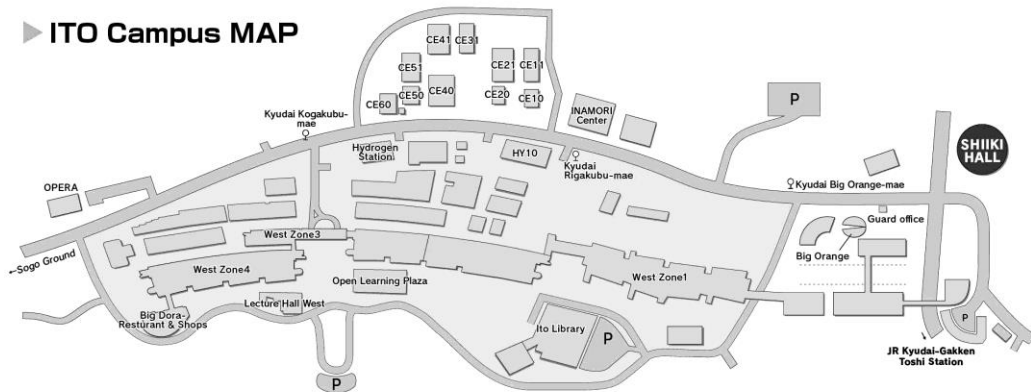 ITO Campus MAP
CE41
CE31
CE51
CE21
CE11
CE60
CE50
CE40
CE20
CE10
P
INAMORI
Center
Kyudai Kogakubu-
mae
Hydrogen
Station
HY10
Kyudai
Rigakubu-mae
SHIIKI
HALL
Kyudai Big Orange-mae
OPERA
Guard office
West Zone3
Big Orange
←Sogo Ground
West Zone4
Open Learning Plaza
West Zone1
Lecture Hall West
Big Dora-
Resturant & Shops
Ito Library
P
P
P
JR Kyudai-Gakken
Toshi Station